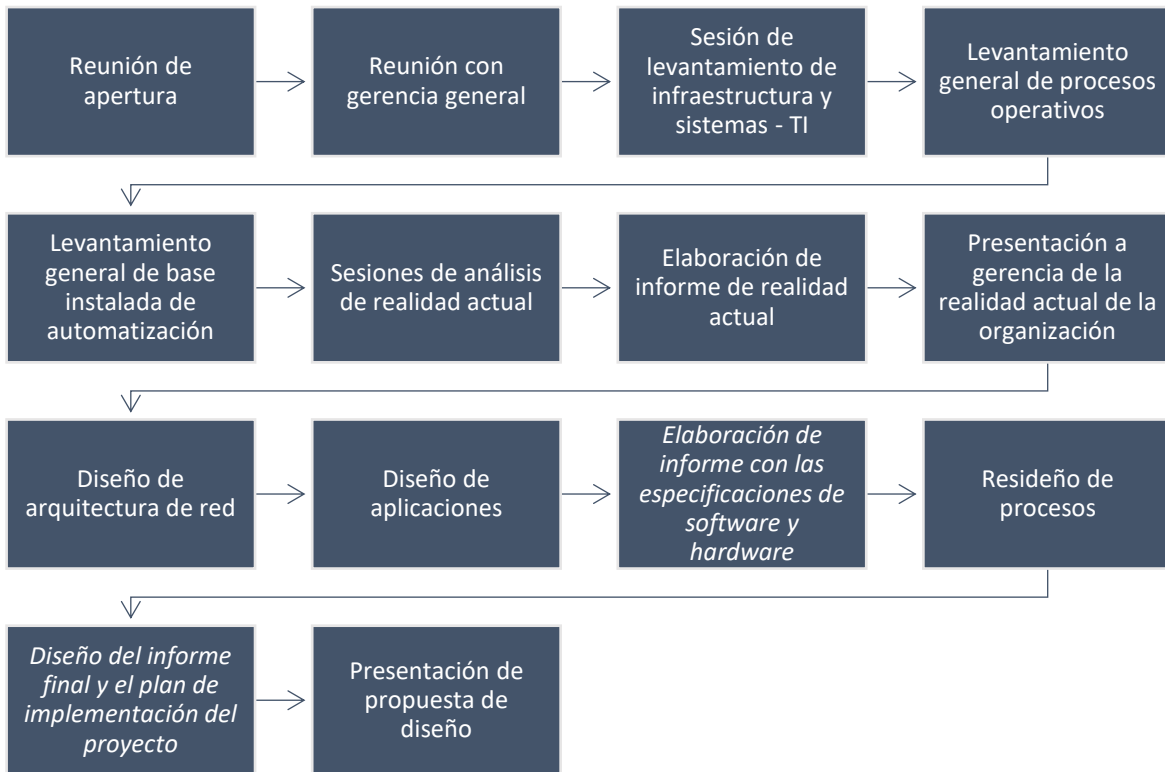 Reunión de
apertura
Reunión con
gerencia general
Sesión de
levantamiento de
infraestructura y
sistemas - TI
Levantamiento
general de procesos
operativos
Levantamiento
general de base
instalada de
automatización
Sesiones de análisis
de realidad actual
Elaboración de
informe de realidad
actual
Presentación a
gerencia de la
realidad actual de la
organización
Diseño de
arquitectura de red
Diseño de
aplicaciones
Elaboración de
informe con las
especificaciones de
software y
hardware
Resideño de
procesos
Diseño del informe
final y el plan de
implementación del
proyecto
Presentación de
propuesta de
diseño